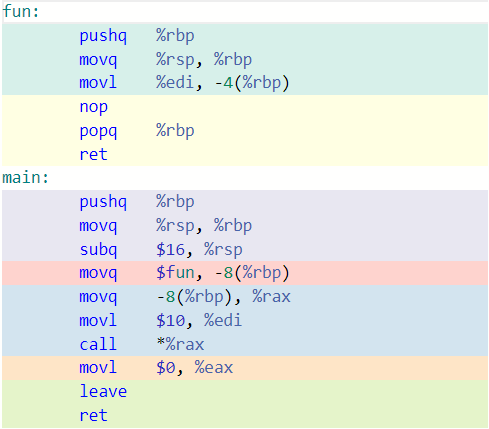 fun:
pushq %rbp
movq %rsp, %rbp
movl %edi, -4(%rbp)
nop
popq %rbp
ret
main:
pushq %rbp
movq %rsp, %rbp
subq $16, %rsp
movq $fun, -8(%rbp)
movq -8(%rbp), %rax
movl $10, %edi
call *%rax
movl $0, %eax
leave
ret